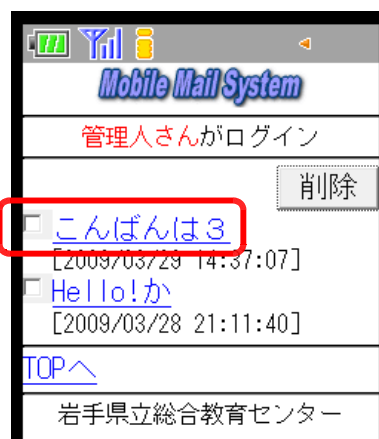 Mobile Mail System
管理人さんがログイン
削除
こんばんは３
[2009/03/29 14:37:07]
Hello!か
[2009/03/28 21:11:40]
TOPへ
岩手県立総合教育センター